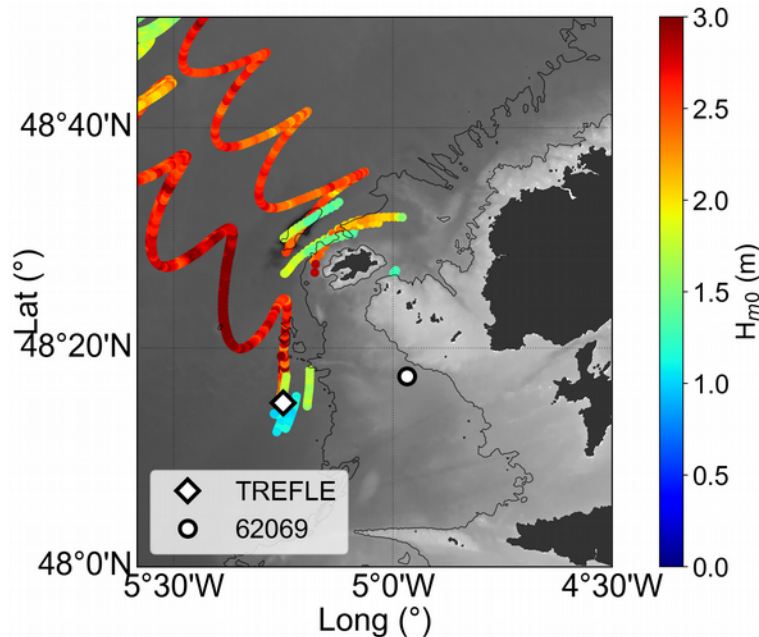 48°40'N
48°20'N
48°0'N
Lat (°)
5°30'W
5°0'W
4°30'W
Long (°)
TREFLE
62069
3.0
2.5
2.0
1.5
1.0
0.5
0.0
H_{m0} (m)